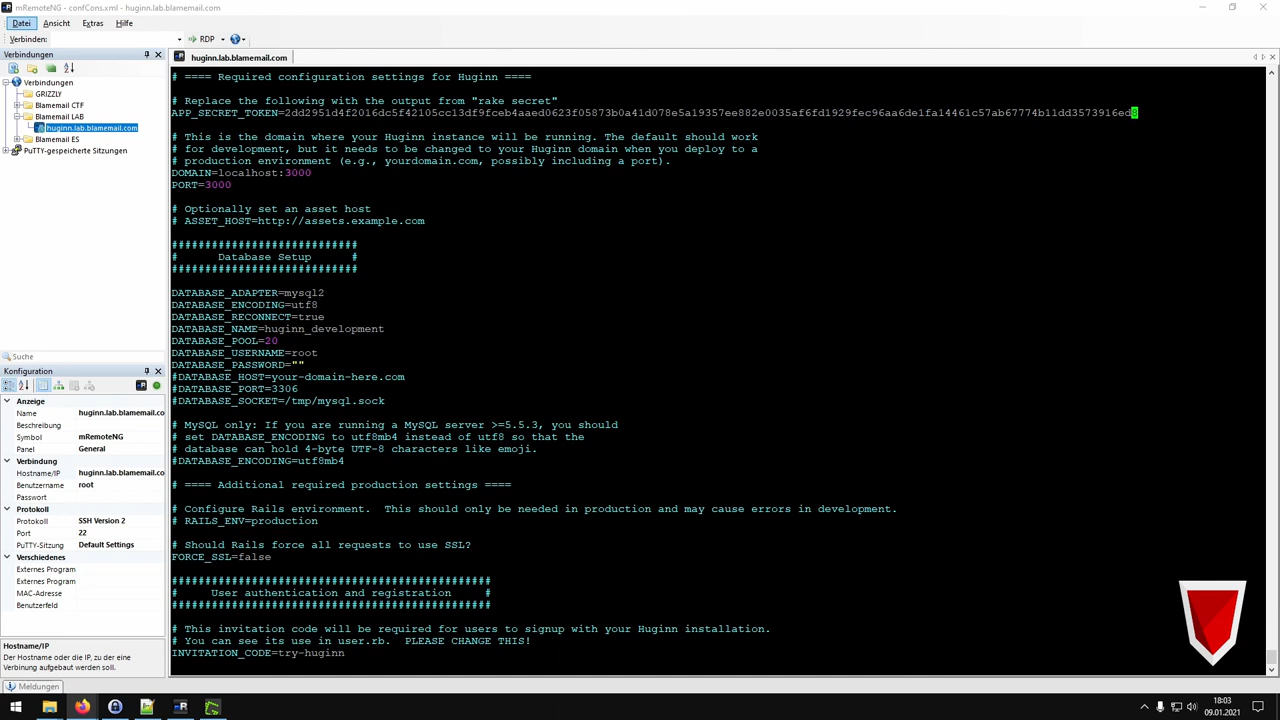 mRemoteNG - confCons.xml - huginn.lab.blamemail.com
Datei Ansicht Extras Hilfe
Verbinden: RDP
Verbindungen
Verbindungen
GRIZZLY
Blamemail CTF
Blamemail LAB
huginn.lab.blamemail.com
Blamemail ES
PuTTY-gespeicherte Sitzungen
Suche
Konfiguration
Anzeige
Name huginn.lab.blamemail.co
Beschreibung
Symbol mRemoteNG
Panel General
Verbindung
Hostname/IP huginn.lab.blamemail.co
Benutzername root
Passwort
Protokoll
Protokoll SSH Version 2
Port 22
PuTTY-Sitzung Default Settings
Verschiedenes
Externes Program
Externes Program
MAC-Adresse
Benutzerfeld
Hostname/IP
Der Hostname oder die IP, zu der eine
Verbinung aufgebaut werden soll.
Meldungen
huginn.lab.blamemail.com
# ==== Required configuration settings for Huginn ====
# Replace the following with the output from "rake secret"
APP_SECRET_TOKEN=2dd2951d4f2016dc5f42105cc13df9fceb4aaed0623f05873b0a41d078e5a19357ee8b2e0035af6fd1929fec96aa6de1fa14461c57ab67774b11dd3573916ed8
# This is the domain where your Huginn instance will be running. The default should work
# for development, but it needs to be changed to your Huginn domain when you deploy to a
# production environment (e.g., yourdomain.com, possibly including a port).
DOMAIN=localhost:3000
PORT=3000
# Optionally set an asset host
# ASSET_HOST=http://assets.example.com
############################
# Database Setup #
############################
DATABASE_ADAPTER=mysql2
DATABASE_ENCODING=utf8
DATABASE_RECONNECT=true
DATABASE_NAME=huginn_development
DATABASE_POOL=20
DATABASE_USERNAME=root
DATABASE_PASSWORD=""
#DATABASE_HOST=your-domain-here.com
#DATABASE_PORT=3306
#DATABASE_SOCKET=/tmp/mysql.sock
# MySQL only: If you are running a MySQL server >=5.5.3, you should
# set DATABASE_ENCODING to utf8mb4 instead of utf8 so that the
# database can hold 4-byte UTF-8 characters like emoji.
#DATABASE_ENCODING=utf8mb4
# ==== Additional required production settings ====
# Configure Rails environment. This should only be needed in production and may cause errors in development.
# RAILS_ENV=production
# Should Rails force all requests to use SSL?
FORCE_SSL=false
################################################
# User authentication and registration #
################################################
# This invitation code will be required for users to signup with your Huginn installation.
# You can see its use in user.rb. PLEASE CHANGE THIS!
INVITATION_CODE=try-huginn
18:03
09.01.2021